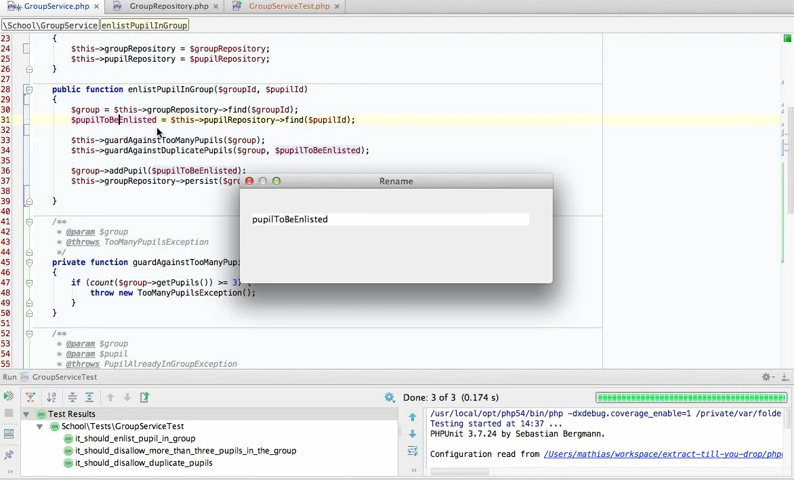 GroupService.php × GroupRepository.php × GroupServiceTest.php ×
\School\GroupService enlistPupilInGroup
23 {
24 $this->groupRepository = $groupRepository;
25 $this->pupilRepository = $pupilRepository;
26 }
27
28 public function enlistPupilInGroup($groupId, $pupilId)
29 {
30 $group = $this->groupRepository->find($groupId);
31 $pupilToBeEnlisted = $this->pupilRepository->find($pupilId);
32
33 $this->guardAgainstTooManyPupils($group);
34 $this->guardAgainstDuplicatePupils($group, $pupilToBeEnlisted);
35
36 $group->addPupil($pupilToBeEnlisted);
37 $this->groupRepository->persist($gr
38
39 }
40
41 /**
42 * @param $group
43 * @throws TooManyPupilsException
44 */
45 private function guardAgainstTooManyPu
46 {
47 if (count($group->getPupils()) >= 3)
48 throw new TooManyPupilsException();
49 }
50 }
51
52 /**
53 * @param $group
54 * @param $pupil
55 * @throws PupilAlreadyInGroupException
Rename
pupilToBeEnlisted
Run GroupServiceTest
Done: 3 of 3 (0.174 s)
Test Results
School\Tests\GroupServiceTest
it_should_enlist_pupil_in_group
it_should_disallow_more_than_three_pupils_in_the_group
it_should_disallow_duplicate_pupils
/usr/local/opt/php54/bin/php -dxdebug.coverage_enable=1 /private/var/folde
Testing started at 14:37 ...
PHPUnit 3.7.24 by Sebastian Bergmann.
Configuration read from /Users/mathias/workspace/extract-till-you-drop/php